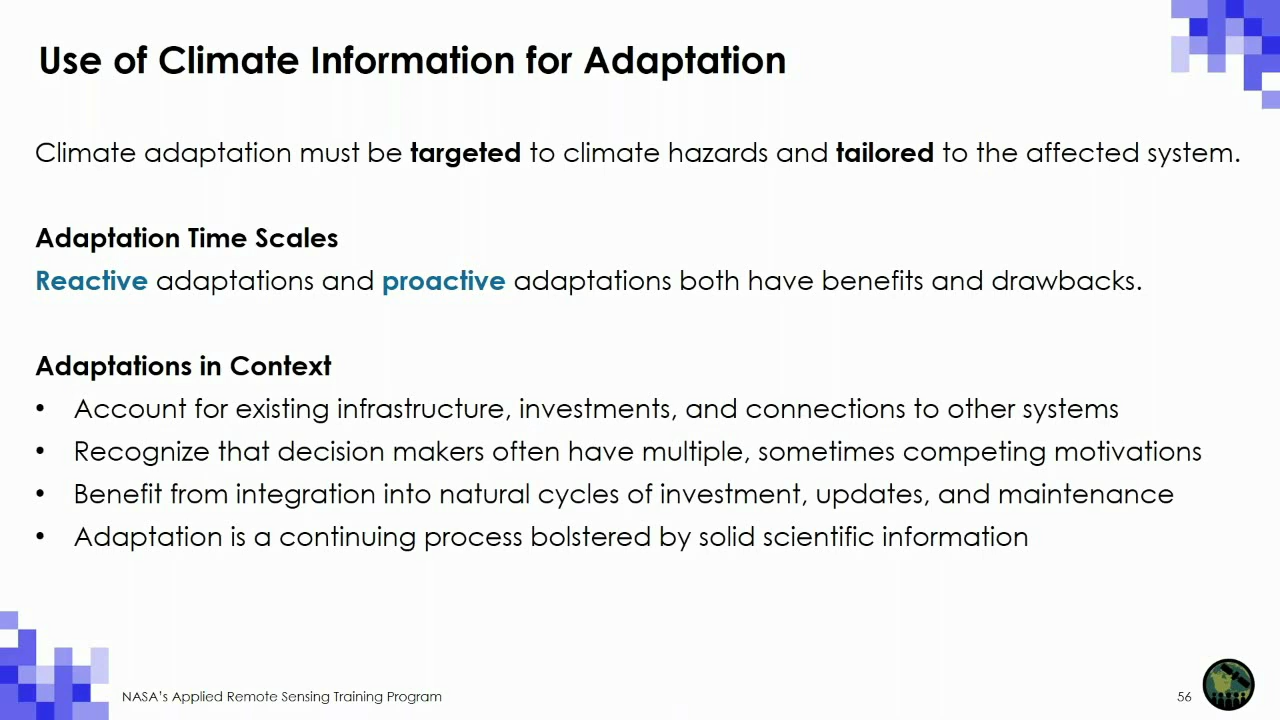 Use of Climate Information for Adaptation
Climate adaptation must be targeted to climate hazards and tailored to the affected system.
Adaptation Time Scales
Reactive adaptations and proactive adaptations both have benefits and drawbacks.
Adaptations in Context
• Account for existing infrastructure, investments, and connections to other systems
• Recognize that decision makers often have multiple, sometimes competing motivations
• Benefit from integration into natural cycles of investment, updates, and maintenance
• Adaptation is a continuing process bolstered by solid scientific information
NASA's Applied Remote Sensing Training Program
56